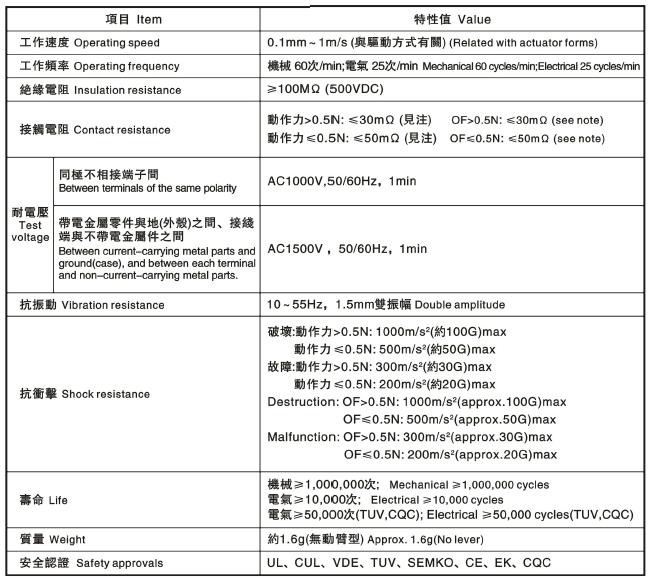 項目 Item
特性值 Value
工作速度 Operating speed
0.1mm~1m/s (與驅動方式有關) (Related with actuator forms)
工作頻率 Operating frequency
機械 60次/min;電氣 25次/min Mechanical 60 cycles/min;Electrical 25 cycles/min
絶緣電阻 Insulation resistance
≥100MΩ (500VDC)
接觸電阻 Contact resistance
動作力>0.5N: ≤30mΩ (見注) OF>0.5N: ≤30mΩ (see note)
動作力≤0.5N: ≤50mΩ (見注) OF≤0.5N: ≤50mΩ (see note)
耐電壓
Test
voltage
同極不相接端子間
Between terminals of the same polarity
AC1000V,50/60Hz, 1min
帶電金屬零件與地(外殼)之間、接綫
端與不帶電金屬件之間
Between current-carrying metal parts and
ground(case), and between each terminal
and non-current-carrying metal parts.
AC1500V , 50/60Hz, 1min
抗振動 Vibration resistance
10~55Hz, 1.5mm雙振幅 Double amplitude
抗衝擊 Shock resistance
破壞:動作力>0.5N: 1000m/s²(約100G)max
動作力≤0.5N: 500m/s²(約50G)max
故障:動作力>0.5N: 300m/s²(約30G)max
動作力≤0.5N: 200m/s²(約20G)max
Destruction: OF>0.5N: 1000m/s²(approx.100G)max
OF≤0.5N: 500m/s²(approx.50G)max
Malfunction: OF>0.5N: 300m/s²(approx.30G)max
OF≤0.5N: 200m/s²(approx.20G)max
壽命 Life
機械≥1,000,000次; Mechanical ≥1,000,000 cycles
電氣≥10,000次; Electrical ≥10,000 cycles
電氣≥50,000次(TUV,CQC); Electrical ≥50,000 cycles(TUV,CQC)
質量 Weight
約1.6g(無動臂型) Approx. 1.6g(No lever)
安全認證 Safety approvals
UL、CUL、VDE、TUV、SEMKO、CE、EK、CQC